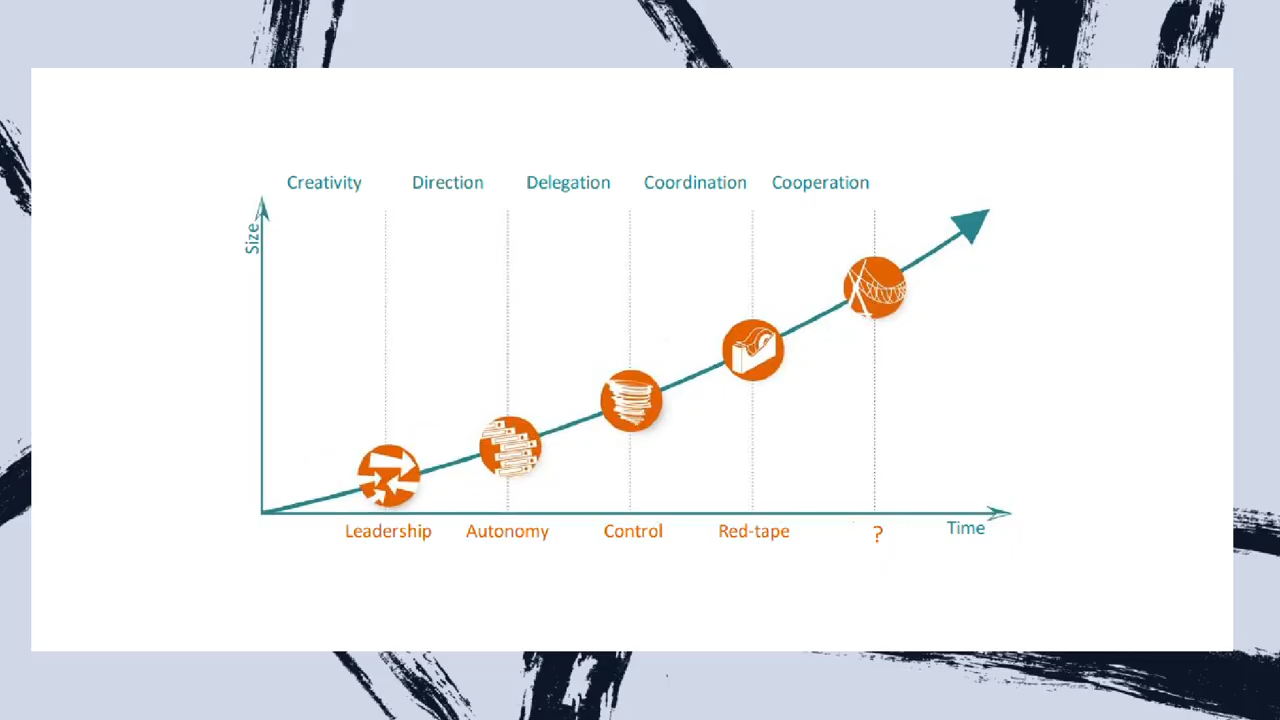 Creativity Direction Delegation Coordination Cooperation
Size
Leadership Autonomy Control Red-tape ? Time